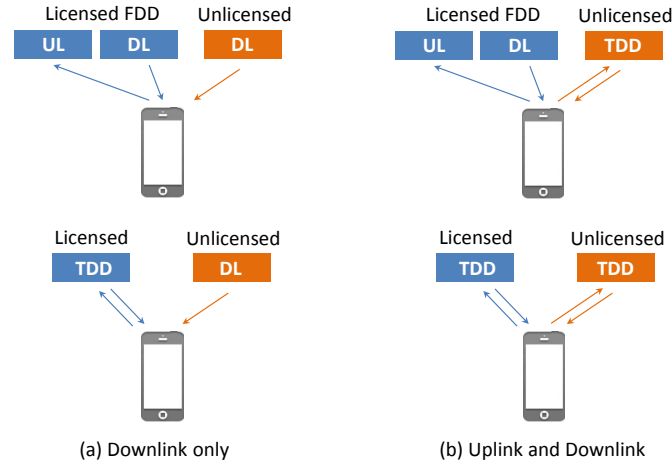 Licensed FDD Unlicensed
UL DL DL
Licensed FDD Unlicensed
UL DL TDD
Licensed Unlicensed
TDD DL
Licensed Unlicensed
TDD TDD
(a) Downlink only
(b) Uplink and Downlink